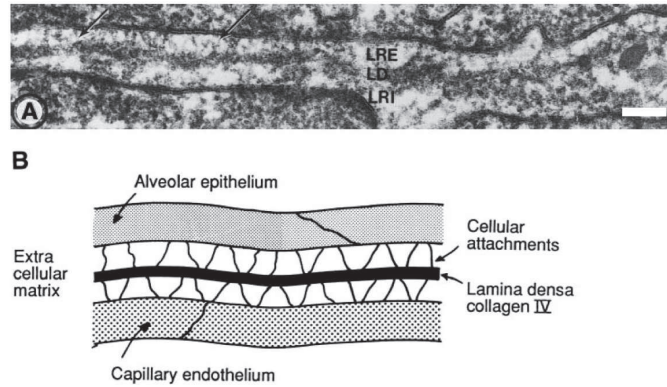 LRE
LD
LRI
A
B
Alveolar epithelium
Cellular
attachments
Extra
cellular
matrix
Lamina densa
collagen IV
Capillary endothelium